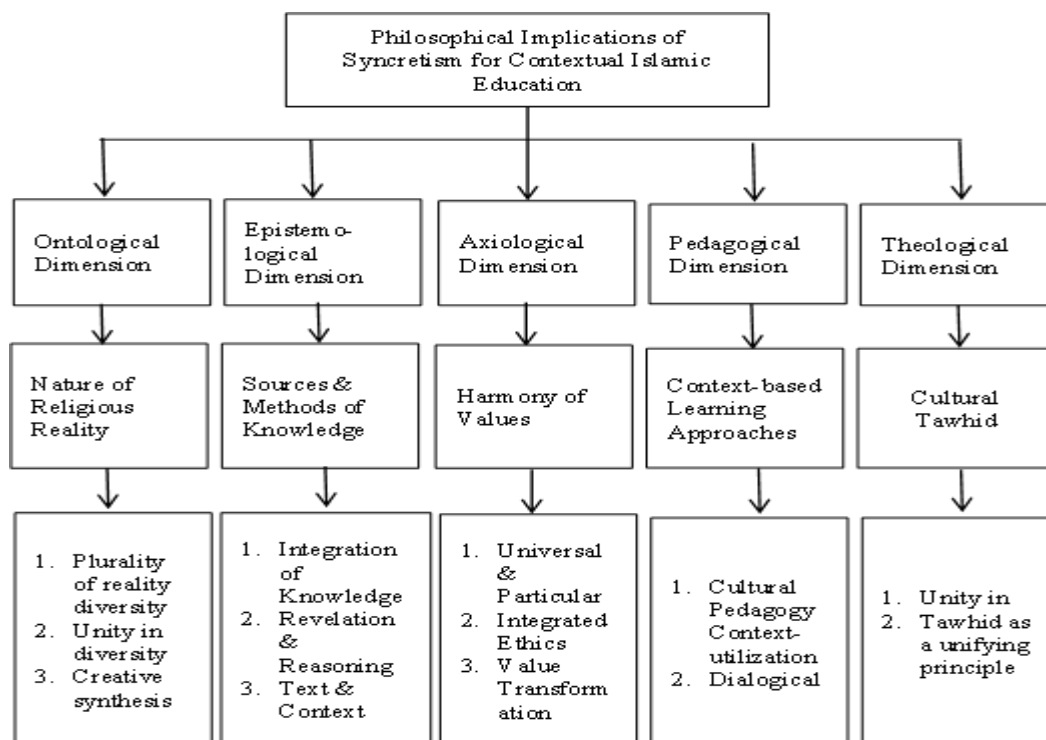 Philosophical Implications of
Syncretism for Contextual Islamic
Education
Ontological
Dimension
Epistemo-
logical
Dimension
Axiological
Dimension
Pedagogical
Dimension
Theological
Dimension
Nature of
Religious
Reality
Sources &
Methods of
Knowledge
Harmony of
Values
Context-based
Learning
Approaches
Cultural
Tawhid
1. Plurality
of reality
diversity
2. Unity in
diversity
3. Creative
synthesis
1. Integration
of
Knowledge
2. Revelation
&
Reasoning
3. Text &
Context
1. Universal
&
Particular
2. Integrated
Ethics
3. Value
Transform
ation
1. Cultural
Pedagogy
Context-
utilization
2. Dialogical
1. Unity in
2. Tawhid as
a unifying
principle